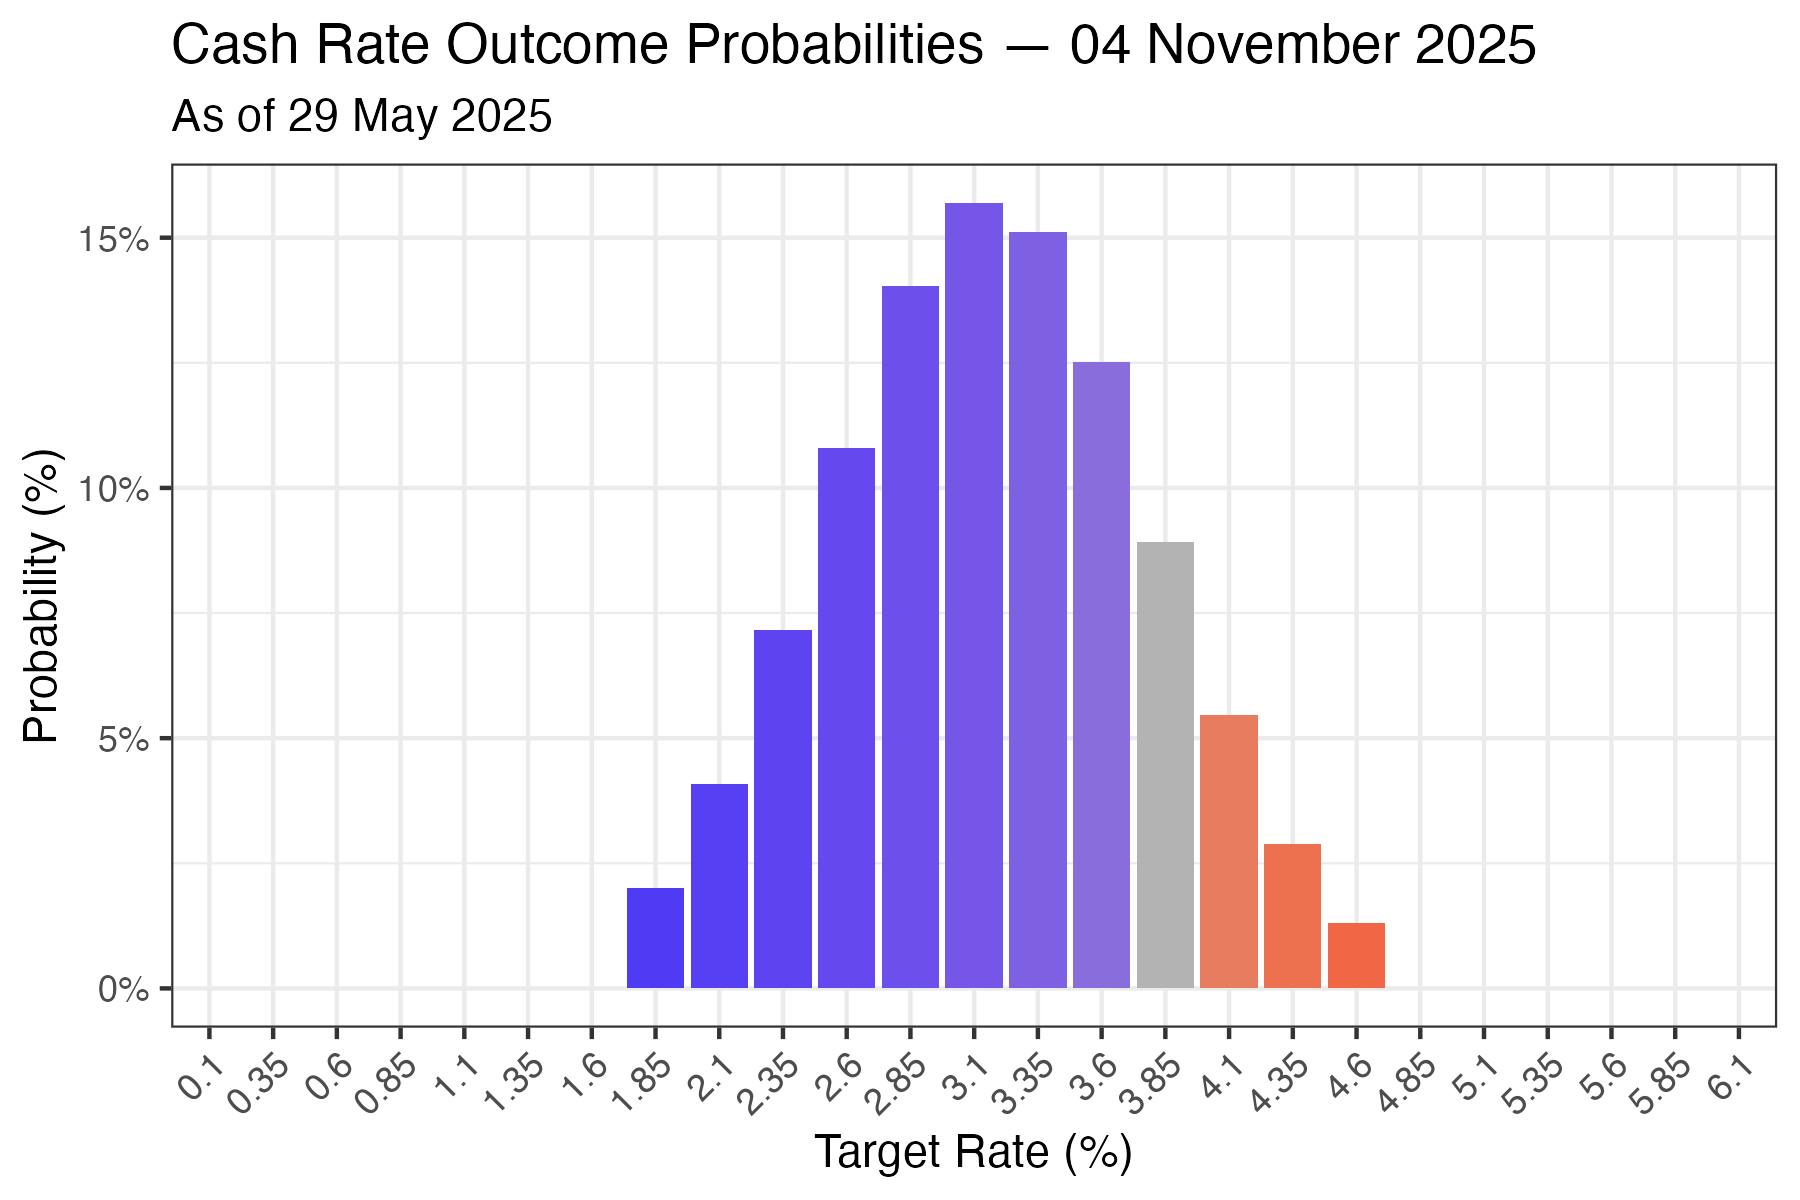 Cash Rate Outcome Probabilities — 04 November 2025
As of 29 May 2025
Probability (%)
15%
10%
5%
0%
0.1 0.35 0.6 0.85 1.1 1.35 1.6 1.85 2.1 2.35 2.6 2.85 3.1 3.35 3.6 3.85 4.1 4.35 4.6 4.85 5.1 5.35 5.6 5.85 6.1
Target Rate (%)